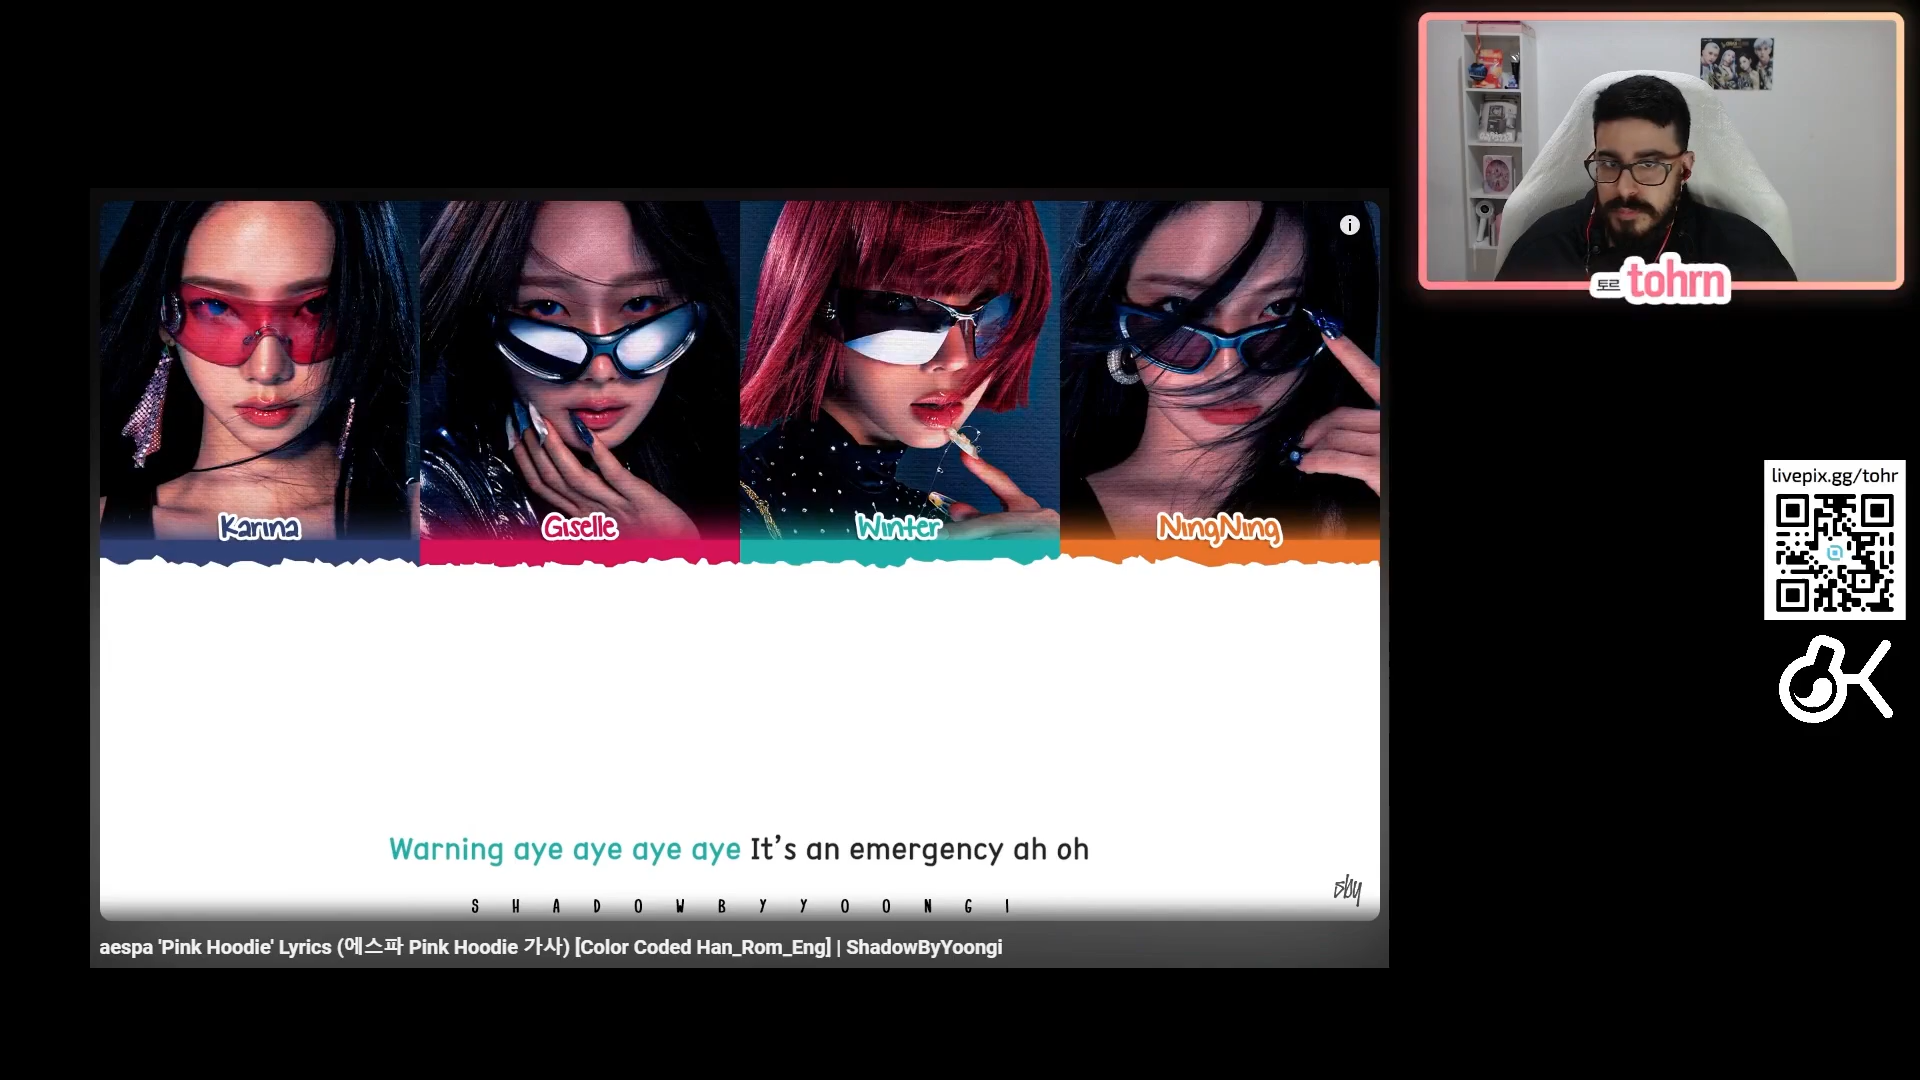 토르 tohrn
Karina
Giselle
Winter
NingNing
livepix.gg/tohr
Warning aye aye aye aye It's an emergency ah oh
sby
SHADOWBYYOONGI
aespa 'Pink Hoodie' Lyrics (에스파 Pink Hoodie 가사) [Color Coded Han_Rom_Eng] | ShadowByYoongi